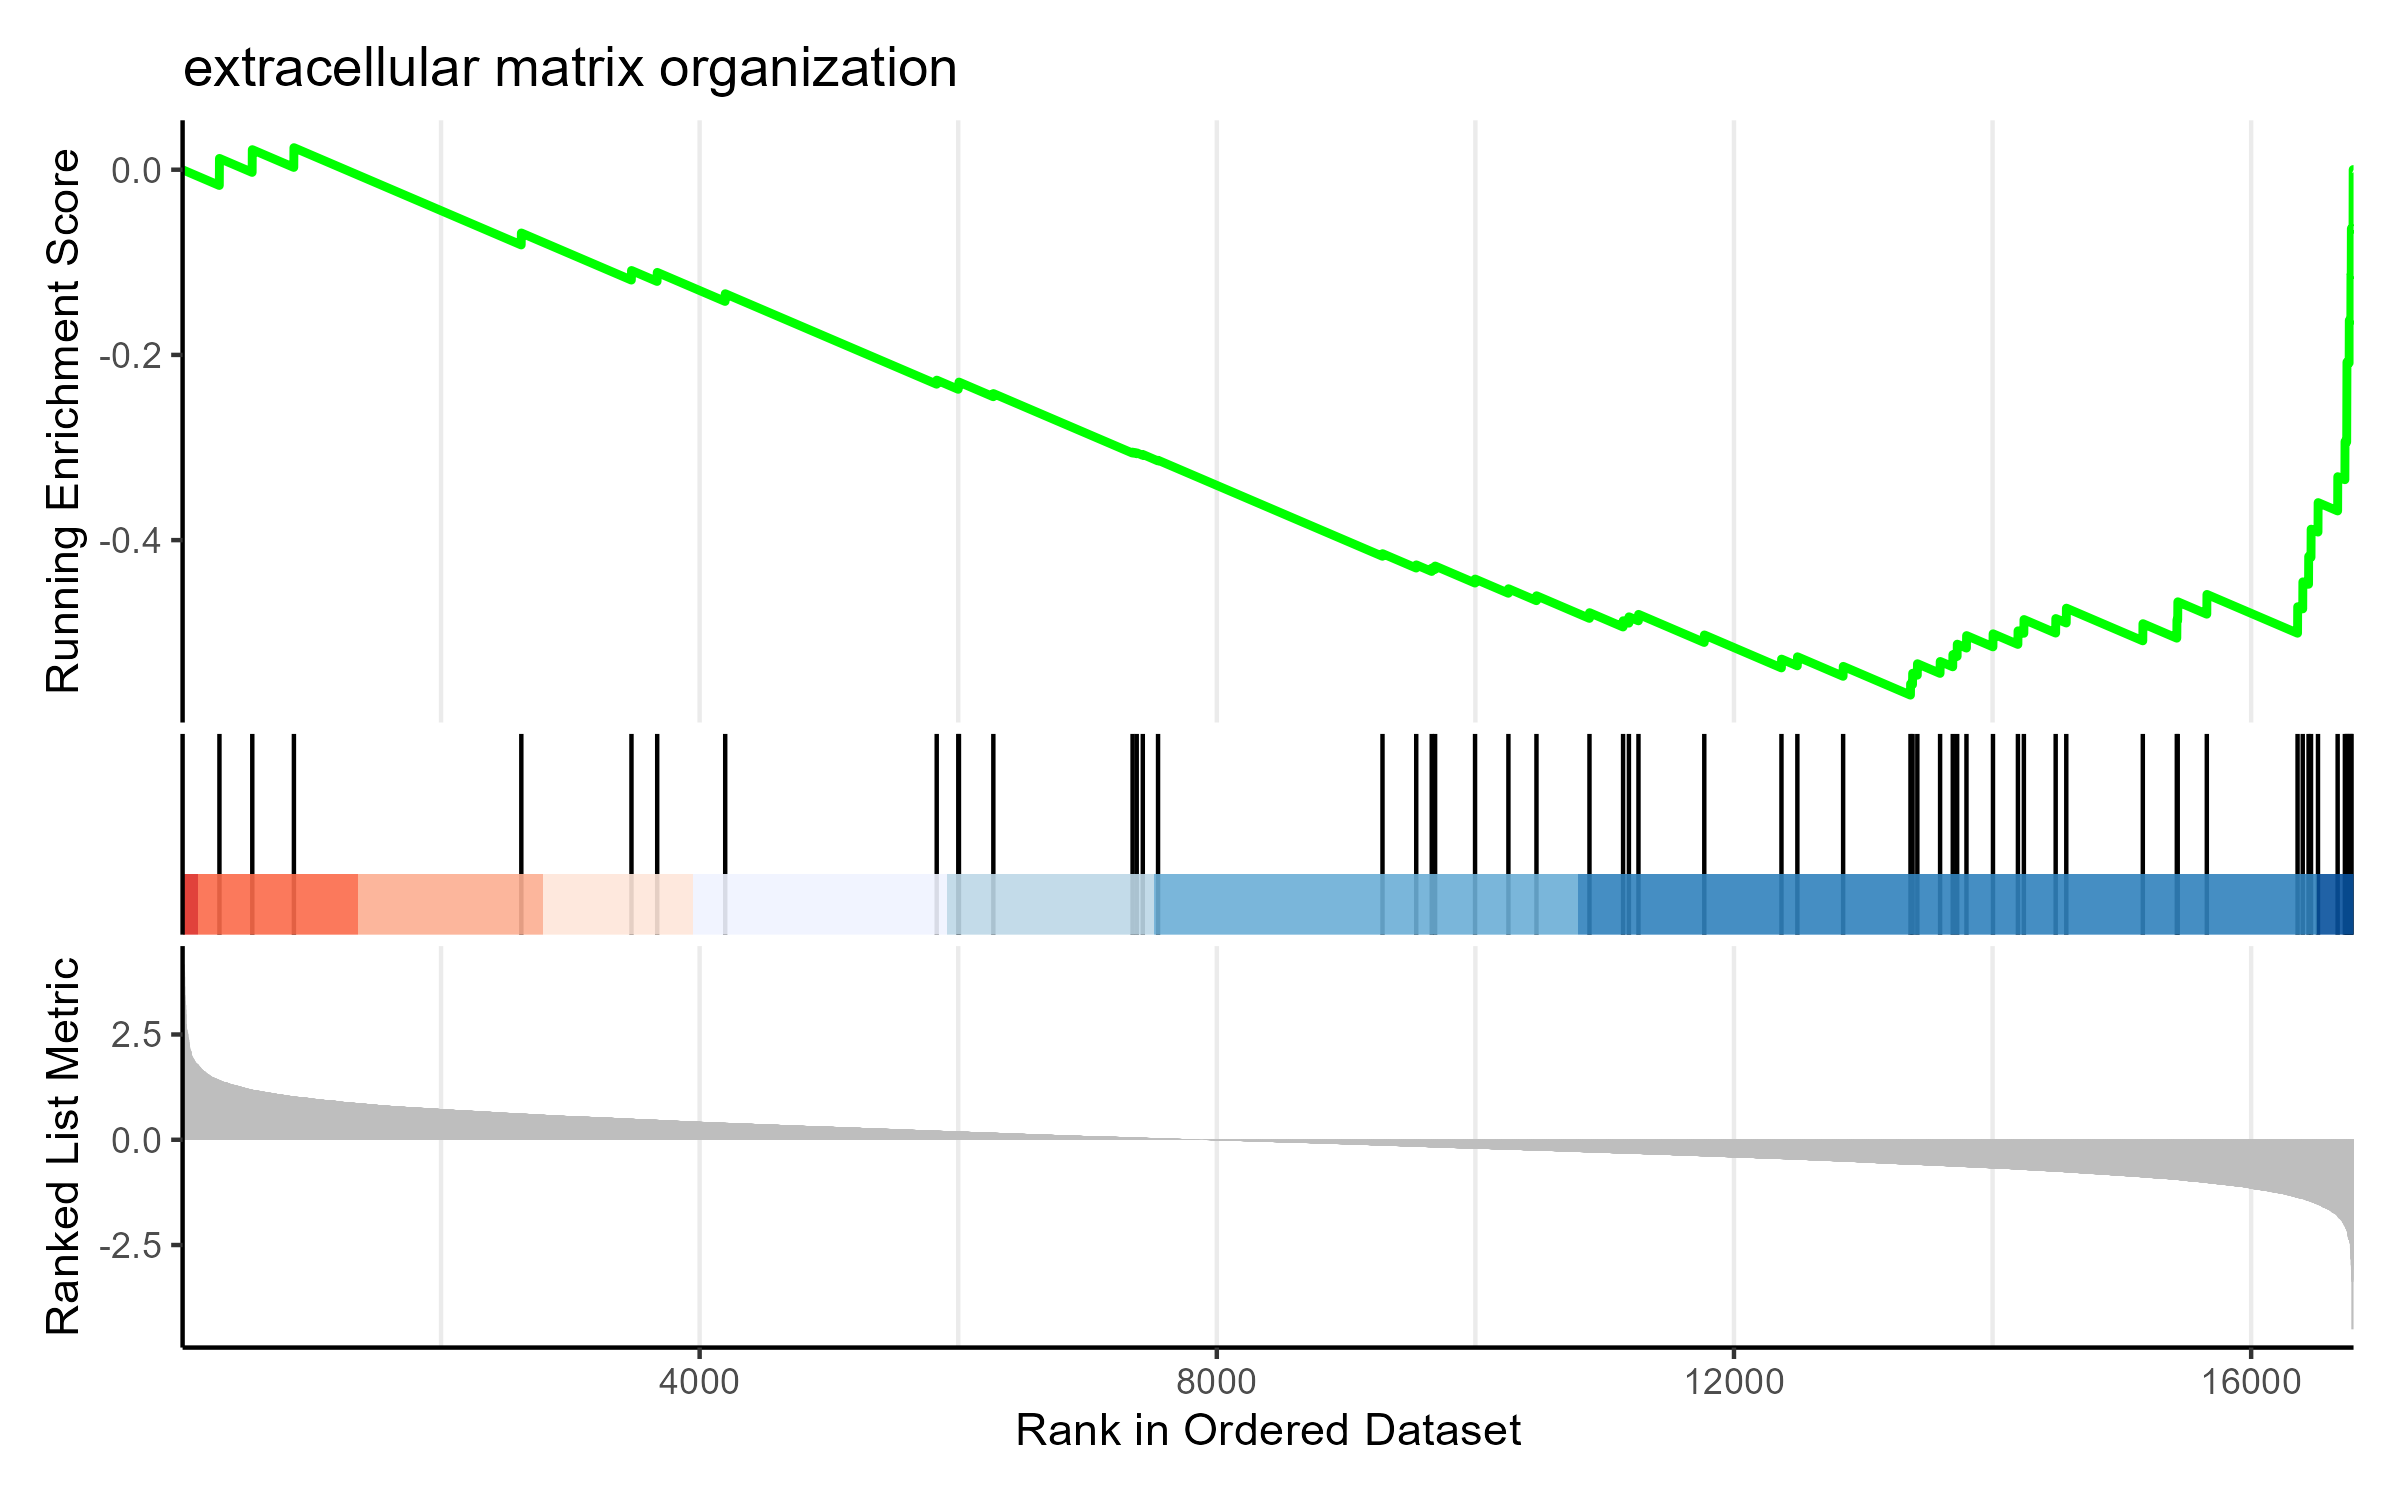 extracellular matrix organization
Running Enrichment Score
0.0
-0.2
-0.4
Ranked List Metric
2.5
0.0
-2.5
4000
8000
12000
16000
Rank in Ordered Dataset